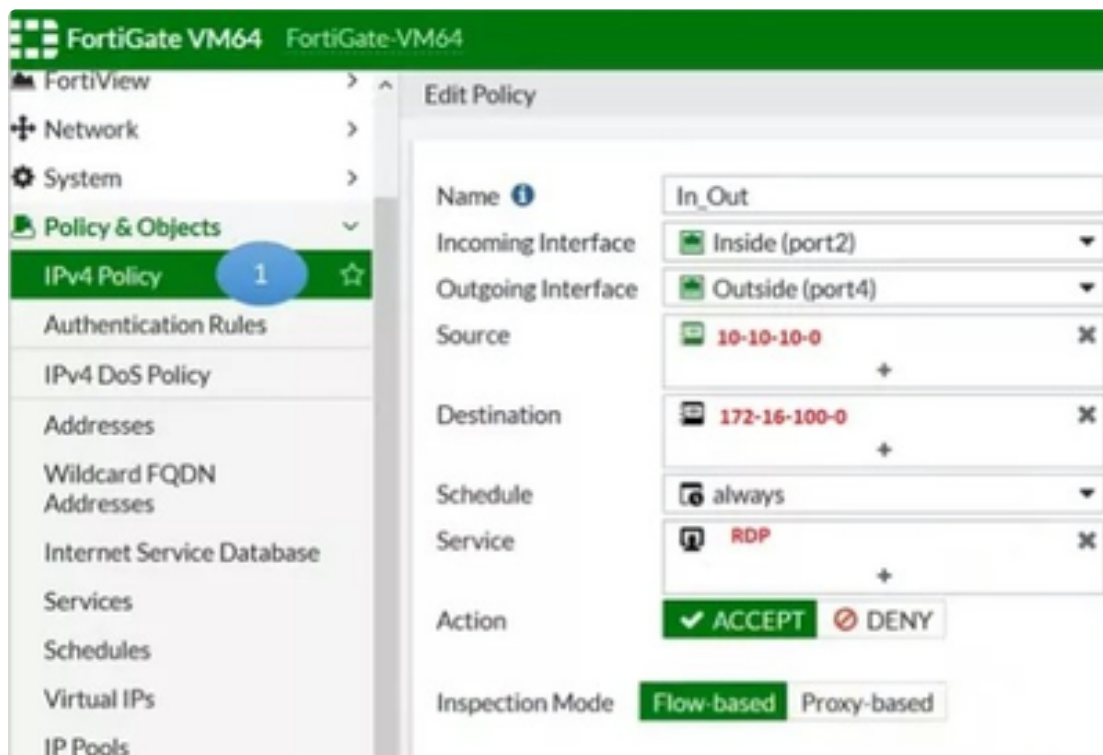 FortiGate VM64 FortiGate-VM64
FortiView
Network
System
Policy & Objects
IPv4 Policy 1
Authentication Rules
IPv4 DoS Policy
Addresses
Wildcard FQDN
Addresses
Internet Service Database
Services
Schedules
Virtual IPs
IP Pools
Edit Policy
Name In_Out
Incoming Interface Inside (port2)
Outgoing Interface Outside (port4)
Source 10-10-10-0
+
Destination 172-16-100-0
+
Schedule always
Service RDP
+
Action ACCEPT DENY
Inspection Mode Flow-based Proxy-based